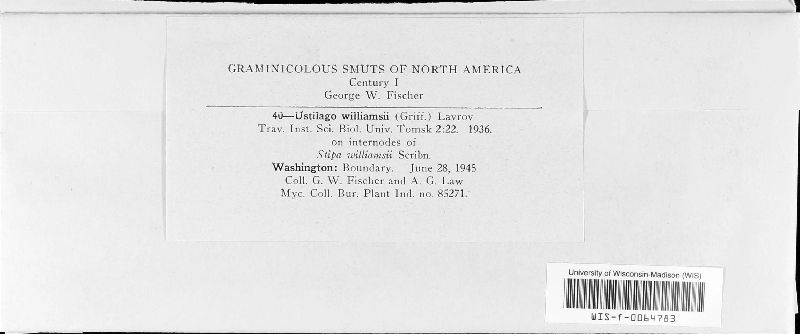 GRAMINICOLOUS SMUTS OF NORTH AMERICA
Century I
George W. Fischer
40—Ustilago williamsii (Griff.) Lavrov
Trav. Inst. Sci. Biol. Univ. Tomsk 2:22. 1936.
on internodes of
Stipa williamsii Scribn.
Washington: Boundary. June 28, 1945
Coll. G. W. Fischer and A. G. Law
Myc. Coll. Bur. Plant Ind. no. 85271.
University of Wisconsin-Madison (WIS)
WIS-f-0064783